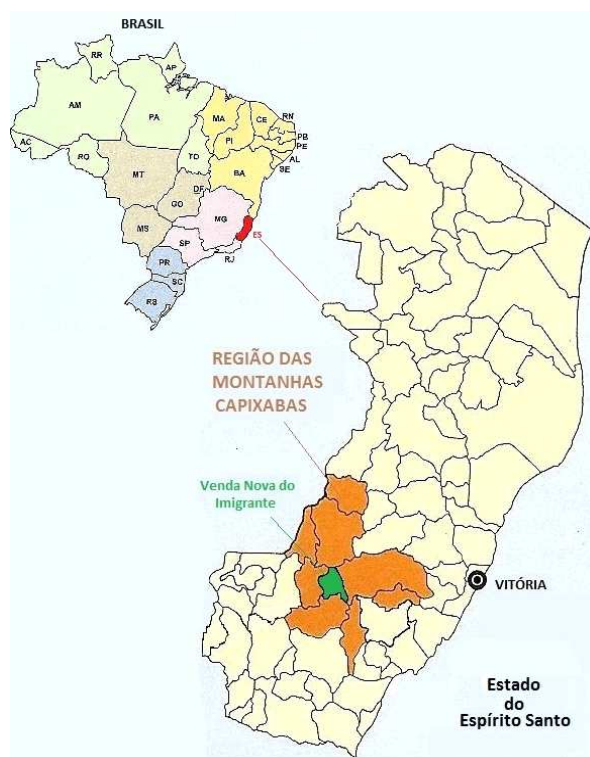 BRASIL
RR
AP
AM
PA
MA
CE
RN
PB
PE
PI
AC
AL
SE
RO
TO
BA
MT
DF
GO
MG
MS
ES
SP
RJ
PR
SC
RS
REGIÃO DAS
MONTANHAS
CAPIXABAS
Venda Nova do
Imigrante
VITÓRIA
Estado
do
Espírito Santo